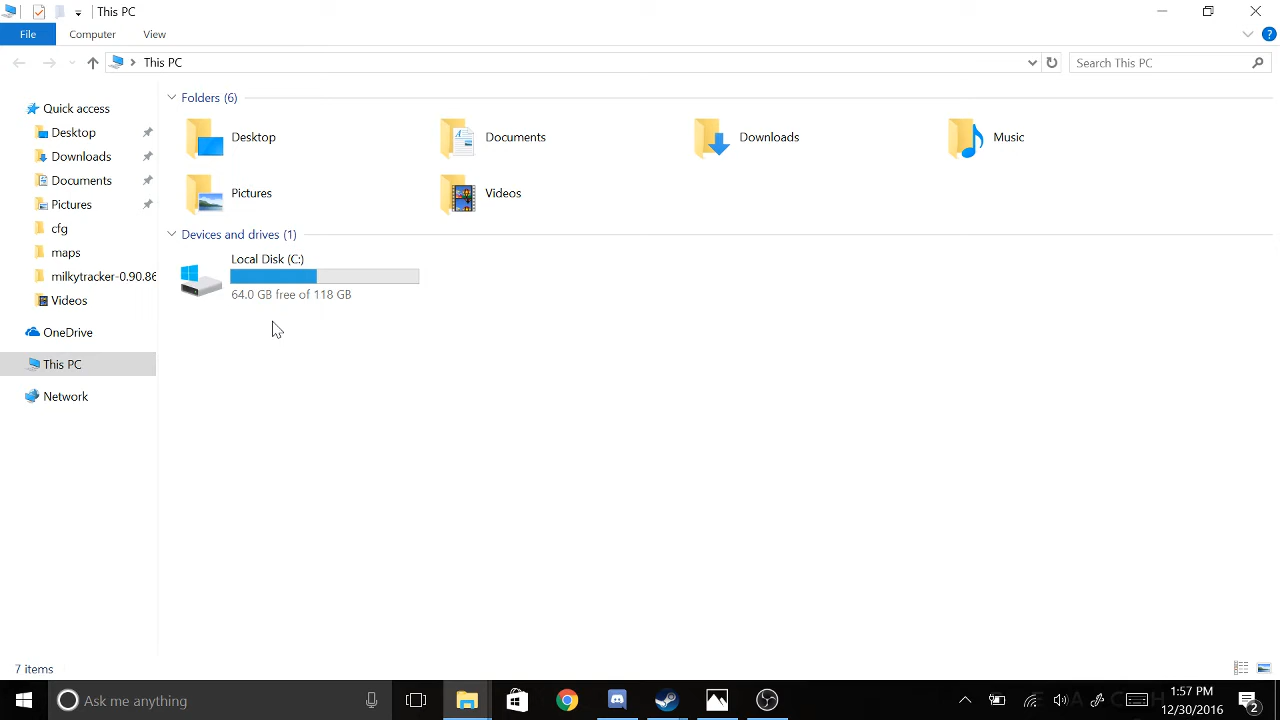 This PC
File Computer View
This PC
Search This PC
Quick access
Desktop
Downloads
Documents
Pictures
cfg
maps
milkytracker-0.90.86
Videos
OneDrive
This PC
Network
Folders (6)
Desktop
Documents
Downloads
Music
Pictures
Videos
Devices and drives (1)
Local Disk (C:)
64.0 GB free of 118 GB
7 items
Ask me anything
1:57 PM
12/30/2016
2